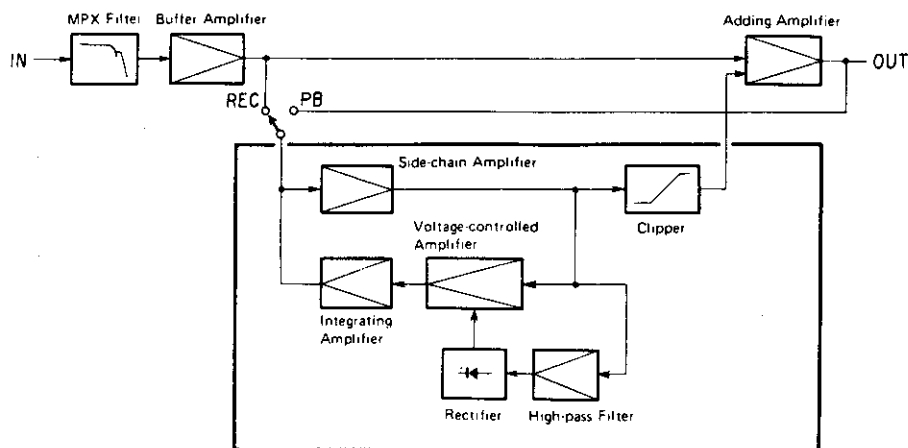 MPX Filter
Buffer Amplifier
Adding Amplifier
IN
OUT
REC
PB
Side-chain Amplifier
Clipper
Voltage-controlled
Amplifier
Integrating
Amplifier
Rectifier
High-pass Filter